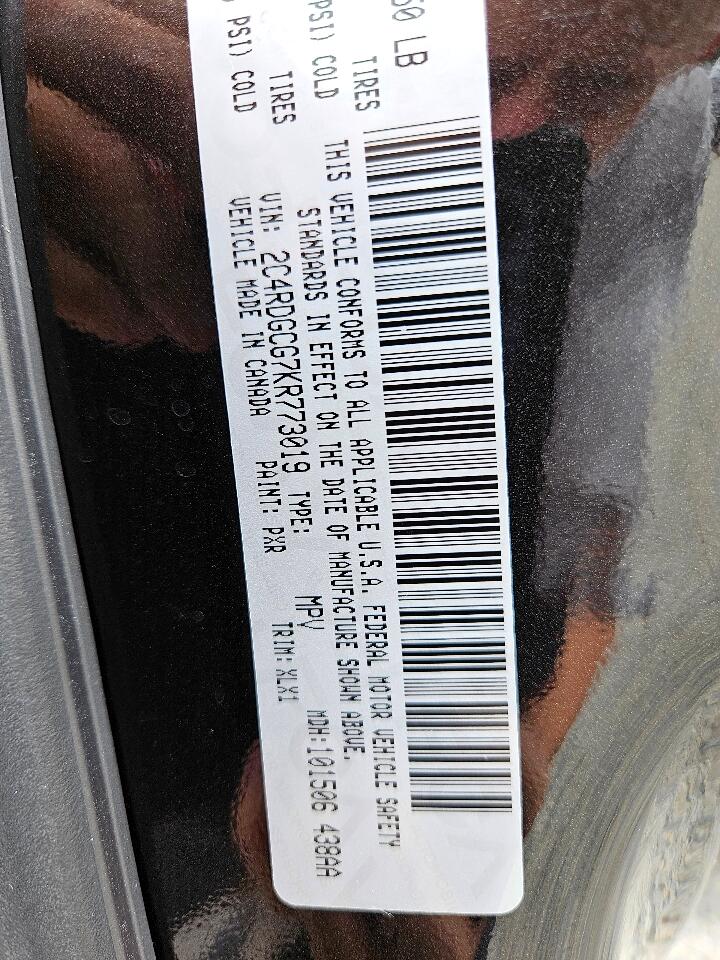 60 LB
TIRES PSI) COLD
TIRES PSI) COLD
THIS VEHICLE CONFORMS TO ALL APPLICABLE U.S.A. FEDERAL MOTOR VEHICLE SAFETY
STANDARDS IN EFFECT ON THE DATE OF MANUFACTURE SHOWN ABOVE.
VIN: 2C4RDGCG7KR773019 TYPE: MPV MDH:101506 438AA
VEHICLE MADE IN CANADA PAINT: PXR TRIM: XLX1